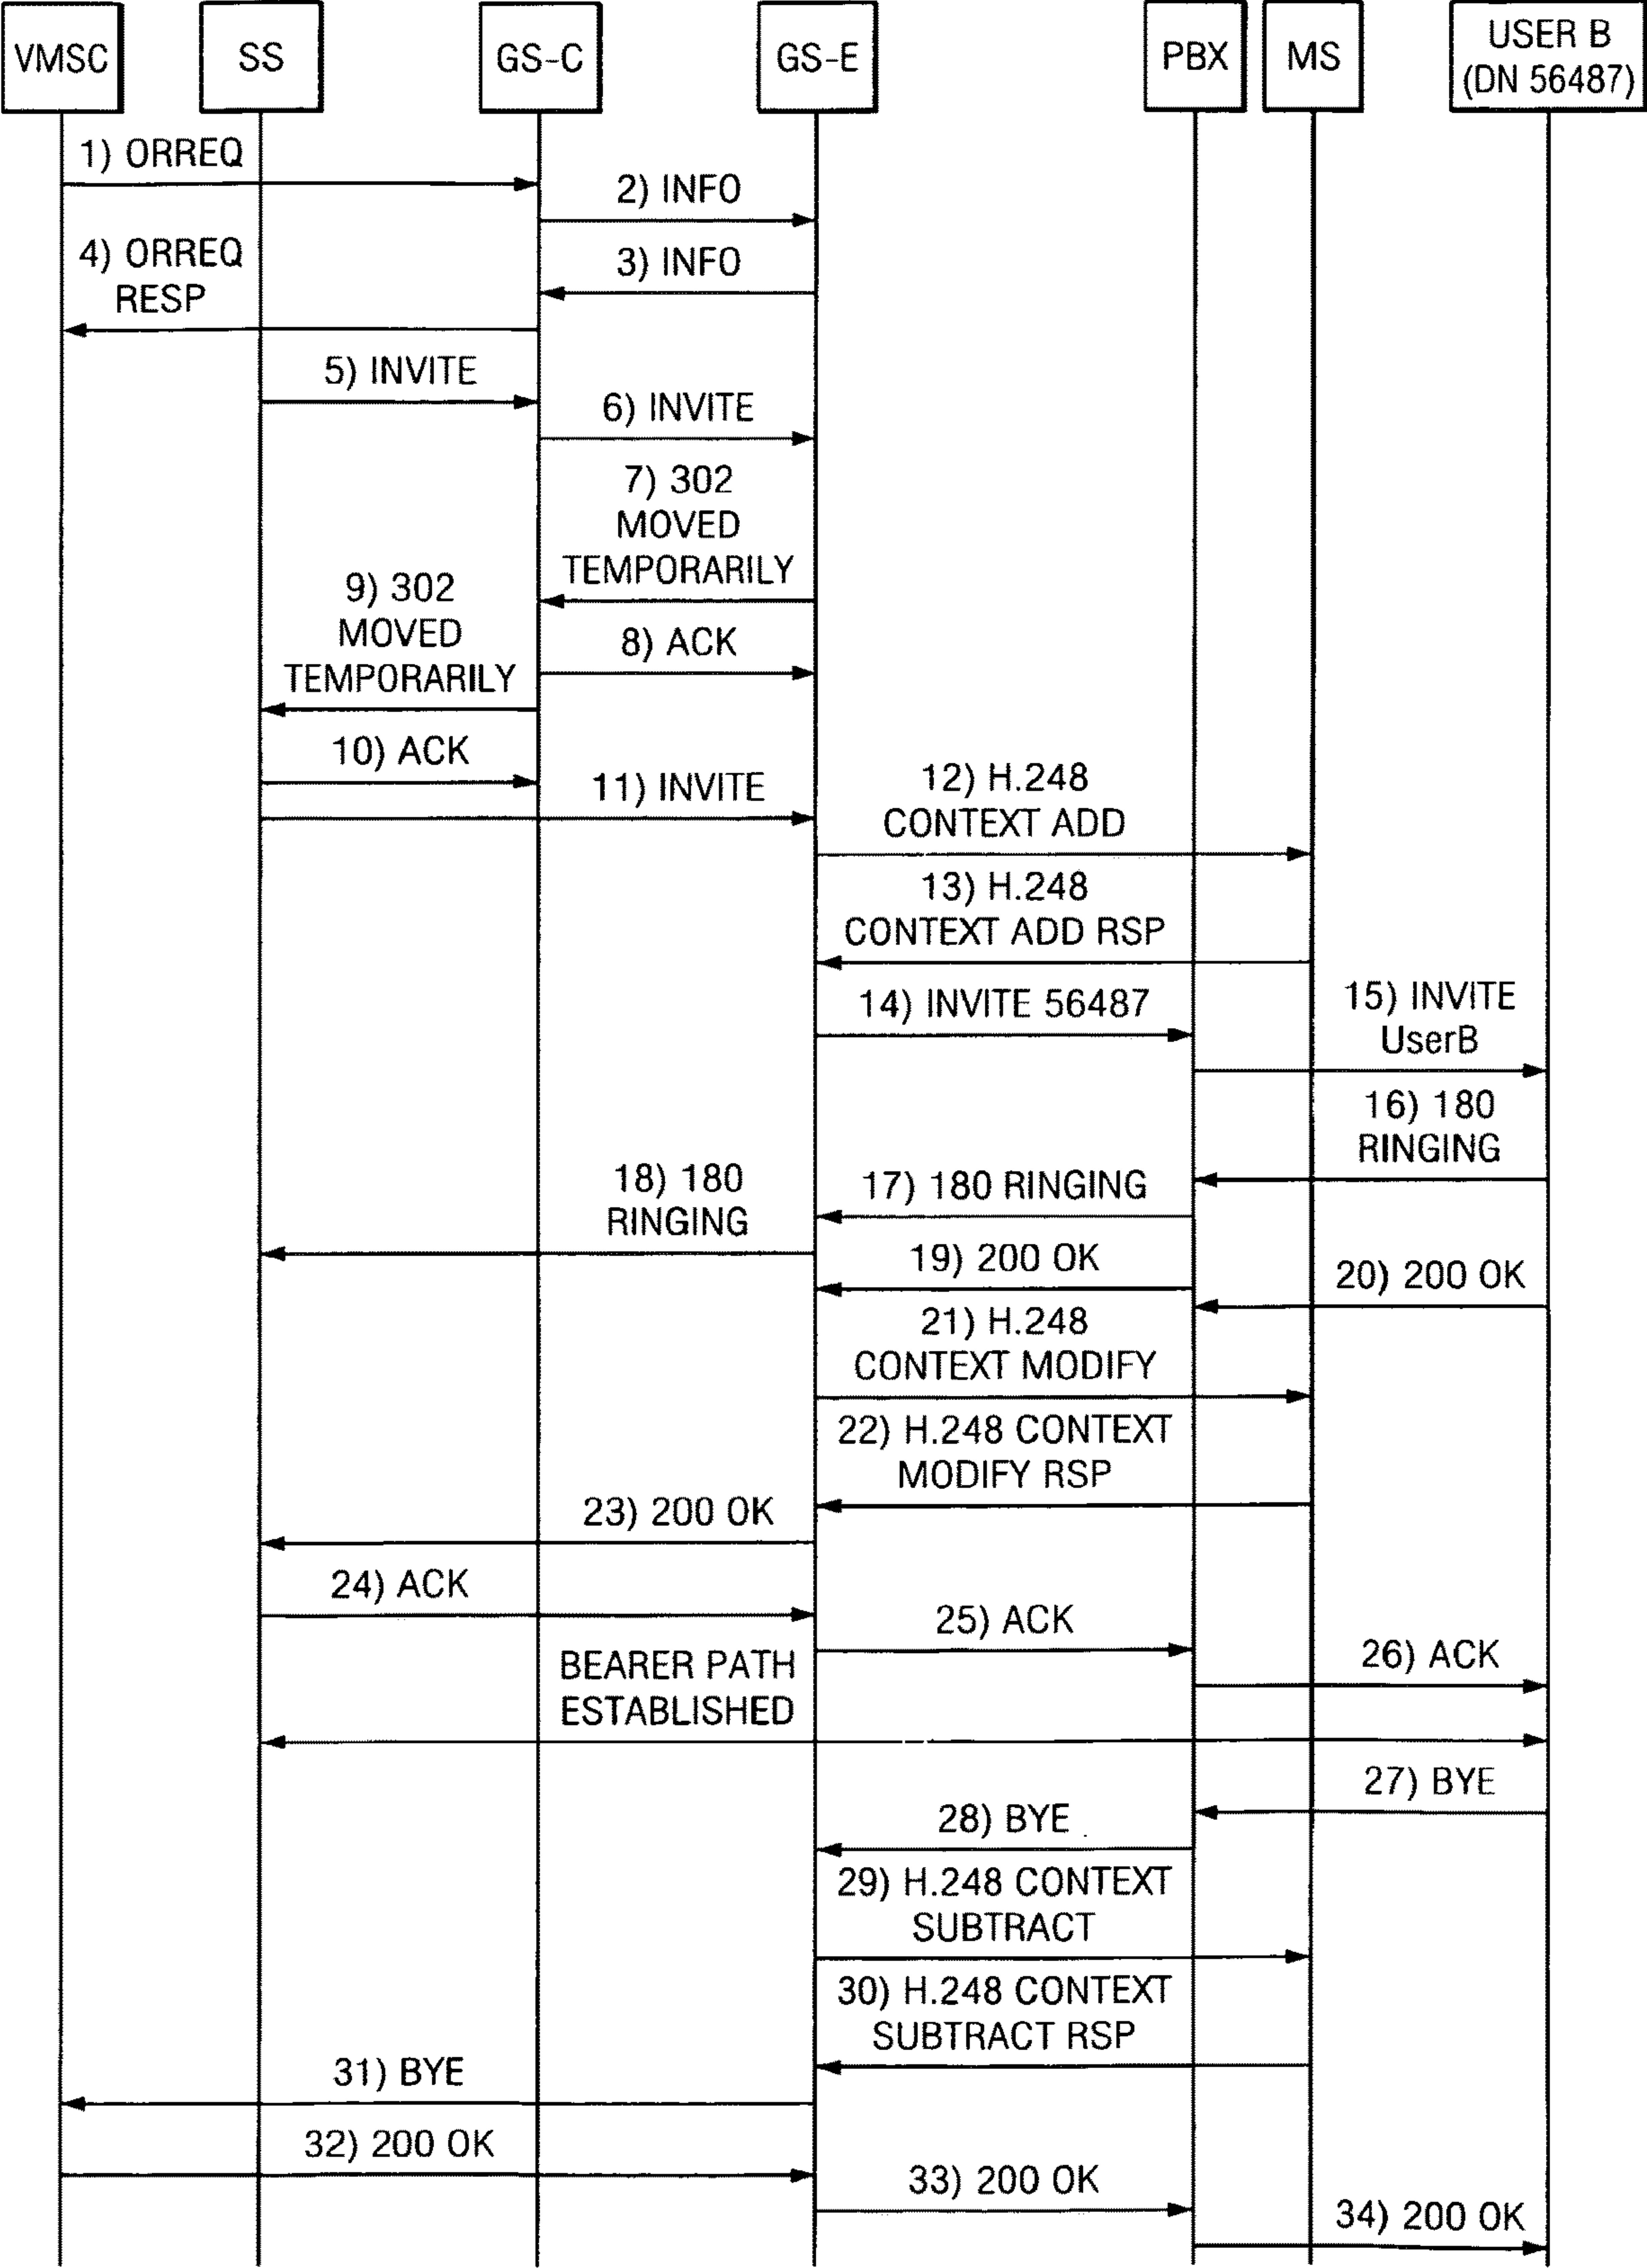 VMSC
SS
GS-C
GS-E
PBX
MS
USER B
(DN 56487)
1) ORREQ
2) INFO
3) INFO
4) ORREQ
RESP
5) INVITE
6) INVITE
7) 302
MOVED
TEMPORARILY
8) ACK
9) 302
MOVED
TEMPORARILY
10) ACK
11) INVITE
12) H.248
CONTEXT ADD
13) H.248
CONTEXT ADD RSP
14) INVITE 56487
15) INVITE
UserB
16) 180
RINGING
17) 180 RINGING
18) 180
RINGING
19) 200 OK
20) 200 OK
21) H.248
CONTEXT MODIFY
22) H.248 CONTEXT
MODIFY RSP
23) 200 OK
24) ACK
25) ACK
26) ACK
BEARER PATH
ESTABLISHED
27) BYE
28) BYE
29) H.248 CONTEXT
SUBTRACT
30) H.248 CONTEXT
SUBTRACT RSP
31) BYE
32) 200 OK
33) 200 OK
34) 200 OK